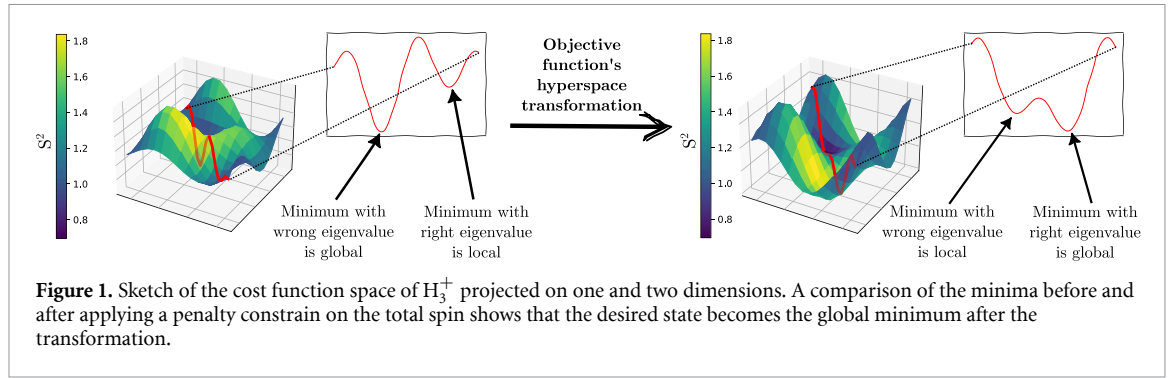 1.8
1.6
1.4
1.2
1.0
0.8
S²
Objective
function's
hyperspace
transformation
Minimum with
wrong eigenvalue
is global
Minimum with
right eigenvalue
is local
1.8
1.6
1.4
1.2
1.0
0.8
S²
Minimum with
wrong eigenvalue
is local
Minimum with
right eigenvalue
is global
Figure 1. Sketch of the cost function space of H₃⁺ projected on one and two dimensions. A comparison of the minima before and
after applying a penalty constrain on the total spin shows that the desired state becomes the global minimum after the
transformation.